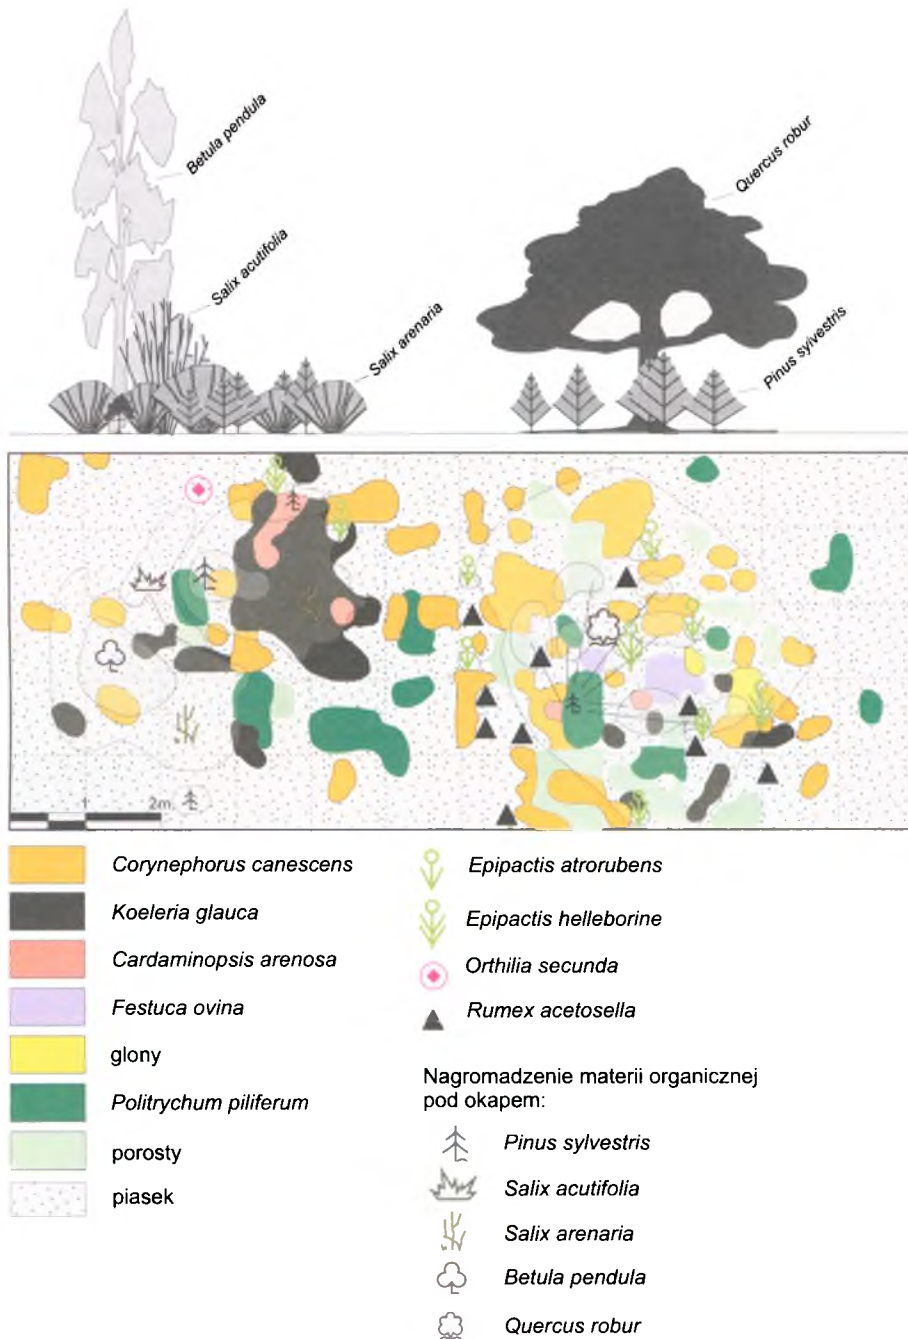 Betula pendula
Salix acutifolia
Salix arenaria
Quercus robur
Pinus sylvestris
1 2m
Corynephorus canescens
Koeleria glauca
Cardaminopsis arenosa
Festuca ovina
glony
Politrychum piliferum
porosty
piasek
Epipactis atrorubens
Epipactis helleborine
Orthilia secunda
Rumex acetosella
Nagromadzenie materii organicznej
pod okapem:
Pinus sylvestris
Salix acutifolia
Salix arenaria
Betula pendula
Quercus robur